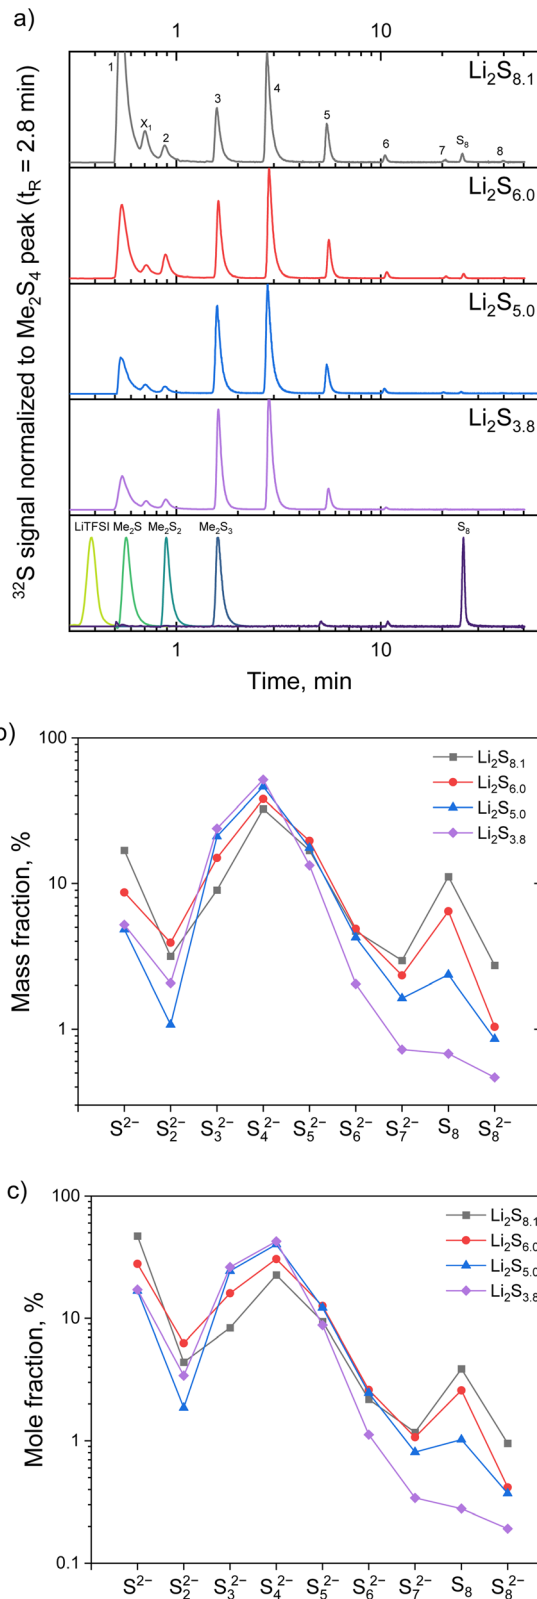 a)
1 10
³²S signal normalized to Me₂S₄ peak (t_R = 2.8 min)
Li₂S₈.₁
1 X₁ 2 3 4 5 6 7 S₈ 8
Li₂S₆.₀
Li₂S₅.₀
Li₂S₃.₈
LiTFSI Me₂S Me₂S₂ Me₂S₃ S₈
1 10
Time, min
b)
Mass fraction, %
100
10
1
Li₂S₈.₁
Li₂S₆.₀
Li₂S₅.₀
Li₂S₃.₈
S²⁻ S₂²⁻ S₃²⁻ S₄²⁻ S₅²⁻ S₆²⁻ S₇²⁻ S₈ S₈²⁻
c)
Mole fraction, %
100
10
1
0.1
Li₂S₈.₁
Li₂S₆.₀
Li₂S₅.₀
Li₂S₃.₈
S²⁻ S₂²⁻ S₃²⁻ S₄²⁻ S₅²⁻ S₆²⁻ S₇²⁻ S₈ S₈²⁻